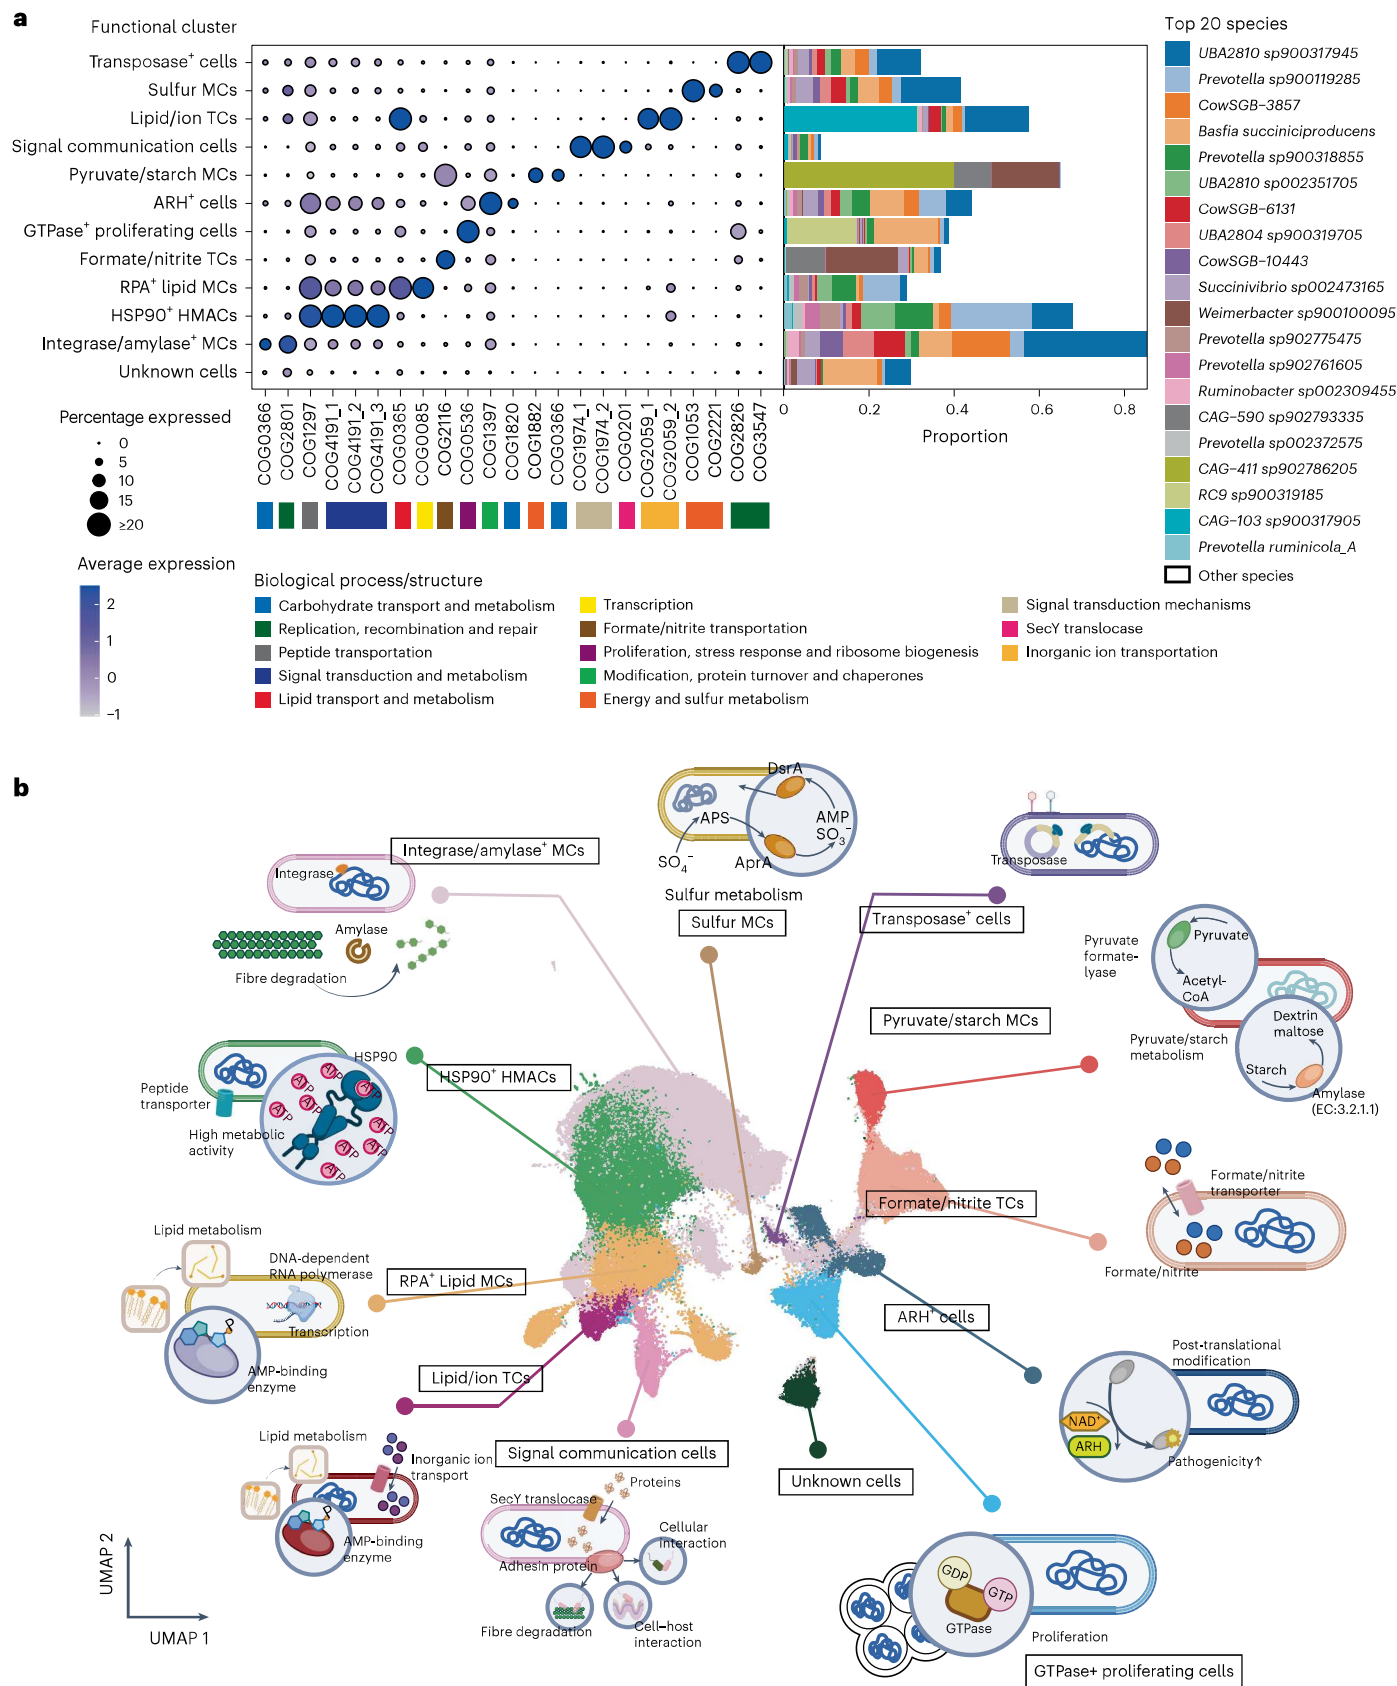 a
Functional cluster
Transposase⁺ cells
Sulfur MCs
Lipid/ion TCs
Signal communication cells
Pyruvate/starch MCs
ARH⁺ cells
GTPase⁺ proliferating cells
Formate/nitrite TCs
RPA⁺ lipid MCs
HSP90⁺ HMACs
Integrase/amylase⁺ MCs
Unknown cells
COG0366
COG2801
COG1297
COG4191_1
COG4191_2
COG4191_3
COG0365
COG0085
COG2116
COG0536
COG1397
COG1820
COG1882
COG0366
COG1974_1
COG1974_2
COG0201
COG2059_1
COG2059_2
COG1053
COG2221
COG2826
COG3547
0 0.2 0.4 0.6 0.8
Proportion
Top 20 species
UBA2810 sp900317945
Prevotella sp900119285
CowSGB-3857
Basfia succiniciproducens
Prevotella sp900318855
UBA2810 sp002351705
CowSGB-6131
UBA2804 sp900319705
CowSGB-10443
Succinivibrio sp002473165
Weimerbacter sp900100095
Prevotella sp902775475
Prevotella sp902761605
Ruminobacter sp002309455
CAG-590 sp902793335
Prevotella sp002372575
CAG-411 sp902786205
RC9 sp900319185
CAG-103 sp900317905
Prevotella ruminicola_A
Other species
Percentage expressed
0
5
10
15
≥20
Average expression
2
1
0
−1
Biological process/structure
Carbohydrate transport and metabolism
Replication, recombination and repair
Peptide transportation
Signal transduction and metabolism
Lipid transport and metabolism
Transcription
Formate/nitrite transportation
Proliferation, stress response and ribosome biogenesis
Modification, protein turnover and chaperones
Energy and sulfur metabolism
Signal transduction mechanisms
SecY translocase
Inorganic ion transportation
b
Integrase/amylase⁺ MCs
Integrase
Amylase
Fibre degradation
DsrA
APS
AMP
SO₃⁻
SO₄⁻
AprA
Sulfur metabolism
Sulfur MCs
Transposase
Transposase⁺ cells
Pyruvate
formate-
lyase
Pyruvate
Acetyl-
CoA
Pyruvate/starch MCs
Pyruvate/starch
metabolism
Dextrin
maltose
Starch
Amylase
(EC:3.2.1.1)
HSP90
HSP90⁺ HMACs
Peptide
transporter
High metabolic
activity
ATP
ATP
ATP
ATP
ATP
ATP
ATP
ATP
ATP
Formate/nitrite
transporter
Formate/nitrite TCs
Formate/nitrite
Lipid metabolism
DNA-dependent
RNA polymerase
RPA⁺ Lipid MCs
Transcription
P
AMP-binding
enzyme
ARH⁺ cells
Post-translational
modification
NAD⁺
ARH
Pathogenicity↑
Lipid/ion TCs
Lipid metabolism
Inorganic ion
transport
P
AMP-binding
enzyme
Signal communication cells
SecY translocase
Proteins
Cellular
interaction
Adhesin protein
Fibre degradation
Cell–host
interaction
Unknown cells
GDP
GTP
GTPase
Proliferation
GTPase+ proliferating cells
UMAP 2
UMAP 1